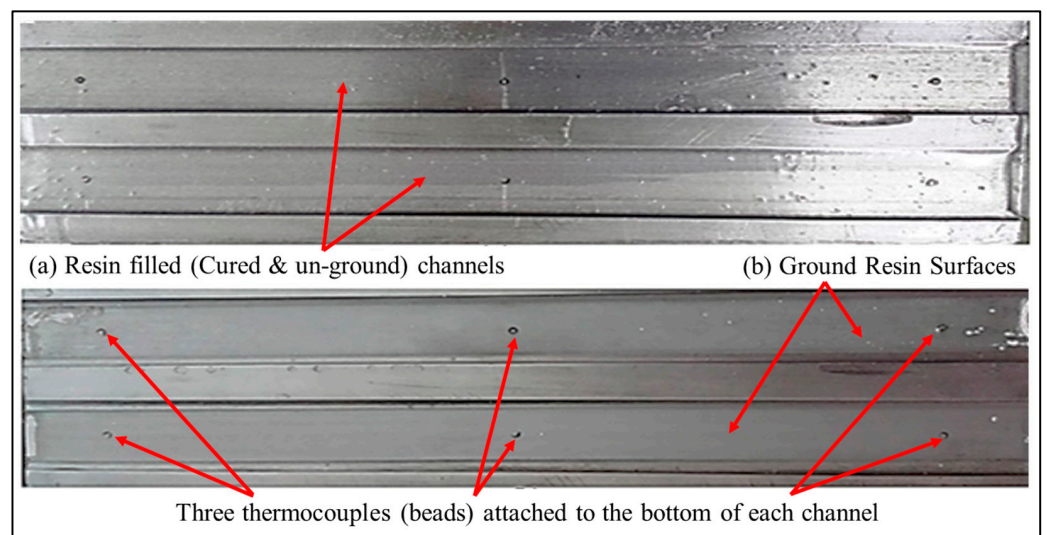 (a) Resin filled (Cured & un-ground) channels
(b) Ground Resin Surfaces
Three thermocouples (beads) attached to the bottom of each channel